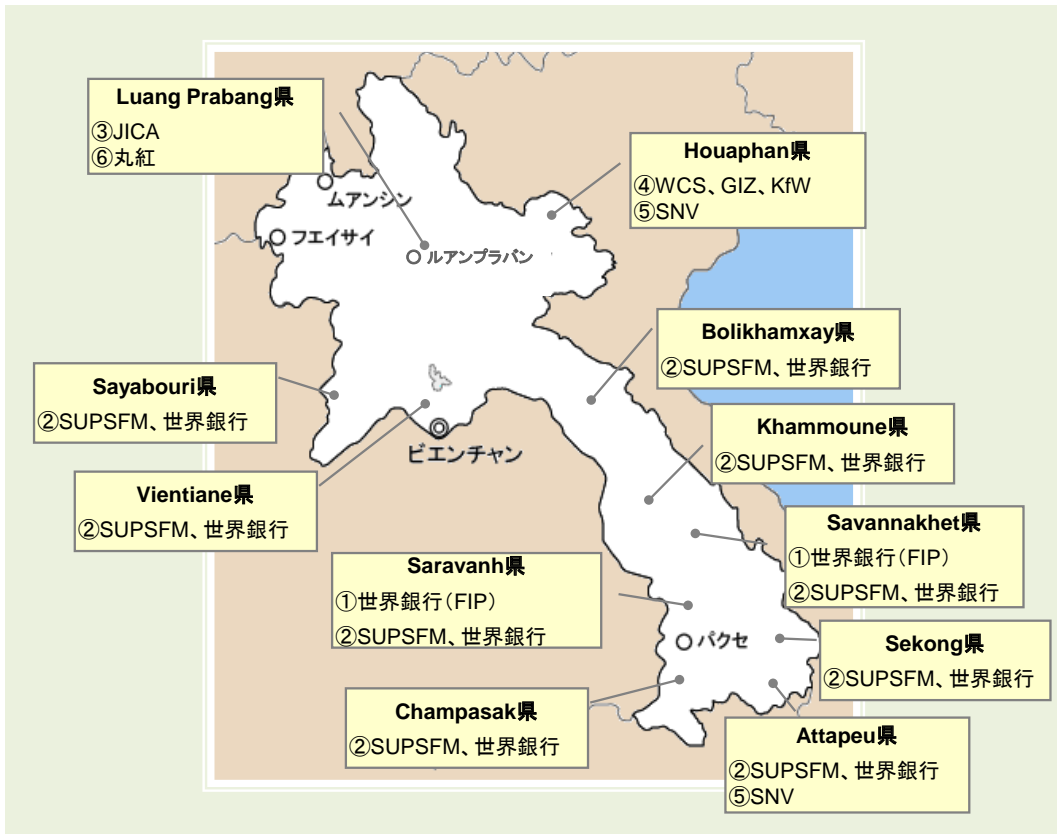 Luang Prabang県
③JICA
⑥丸紅
Houaphan県
④WCS、GIZ、KfW
⑤SNV
ムアンシン
フエイサイ
ルアンプラバン
Bolikhamxay県
②SUPSFM、世界銀行
Sayabouri県
②SUPSFM、世界銀行
ビエンチャン
Khammoune県
②SUPSFM、世界銀行
Vientiane県
②SUPSFM、世界銀行
Savannakhet県
①世界銀行(FIP)
②SUPSFM、世界銀行
Saravanh県
①世界銀行(FIP)
②SUPSFM、世界銀行
パクセ
Sekong県
②SUPSFM、世界銀行
Champasak県
②SUPSFM、世界銀行
Attapeu県
②SUPSFM、世界銀行
⑤SNV